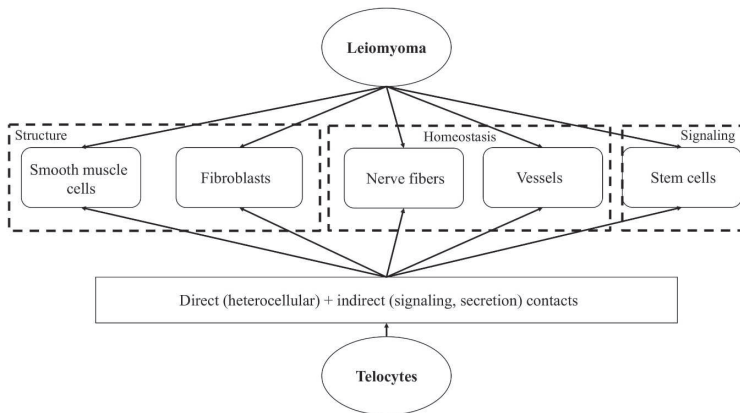 Leiomyoma
Structure
Homeostasis
Signaling
Smooth muscle
cells
Fibroblasts
Nerve fibers
Vessels
Stem cells
Direct (heterocellular) + indirect (signaling, secretion) contacts
Telocytes